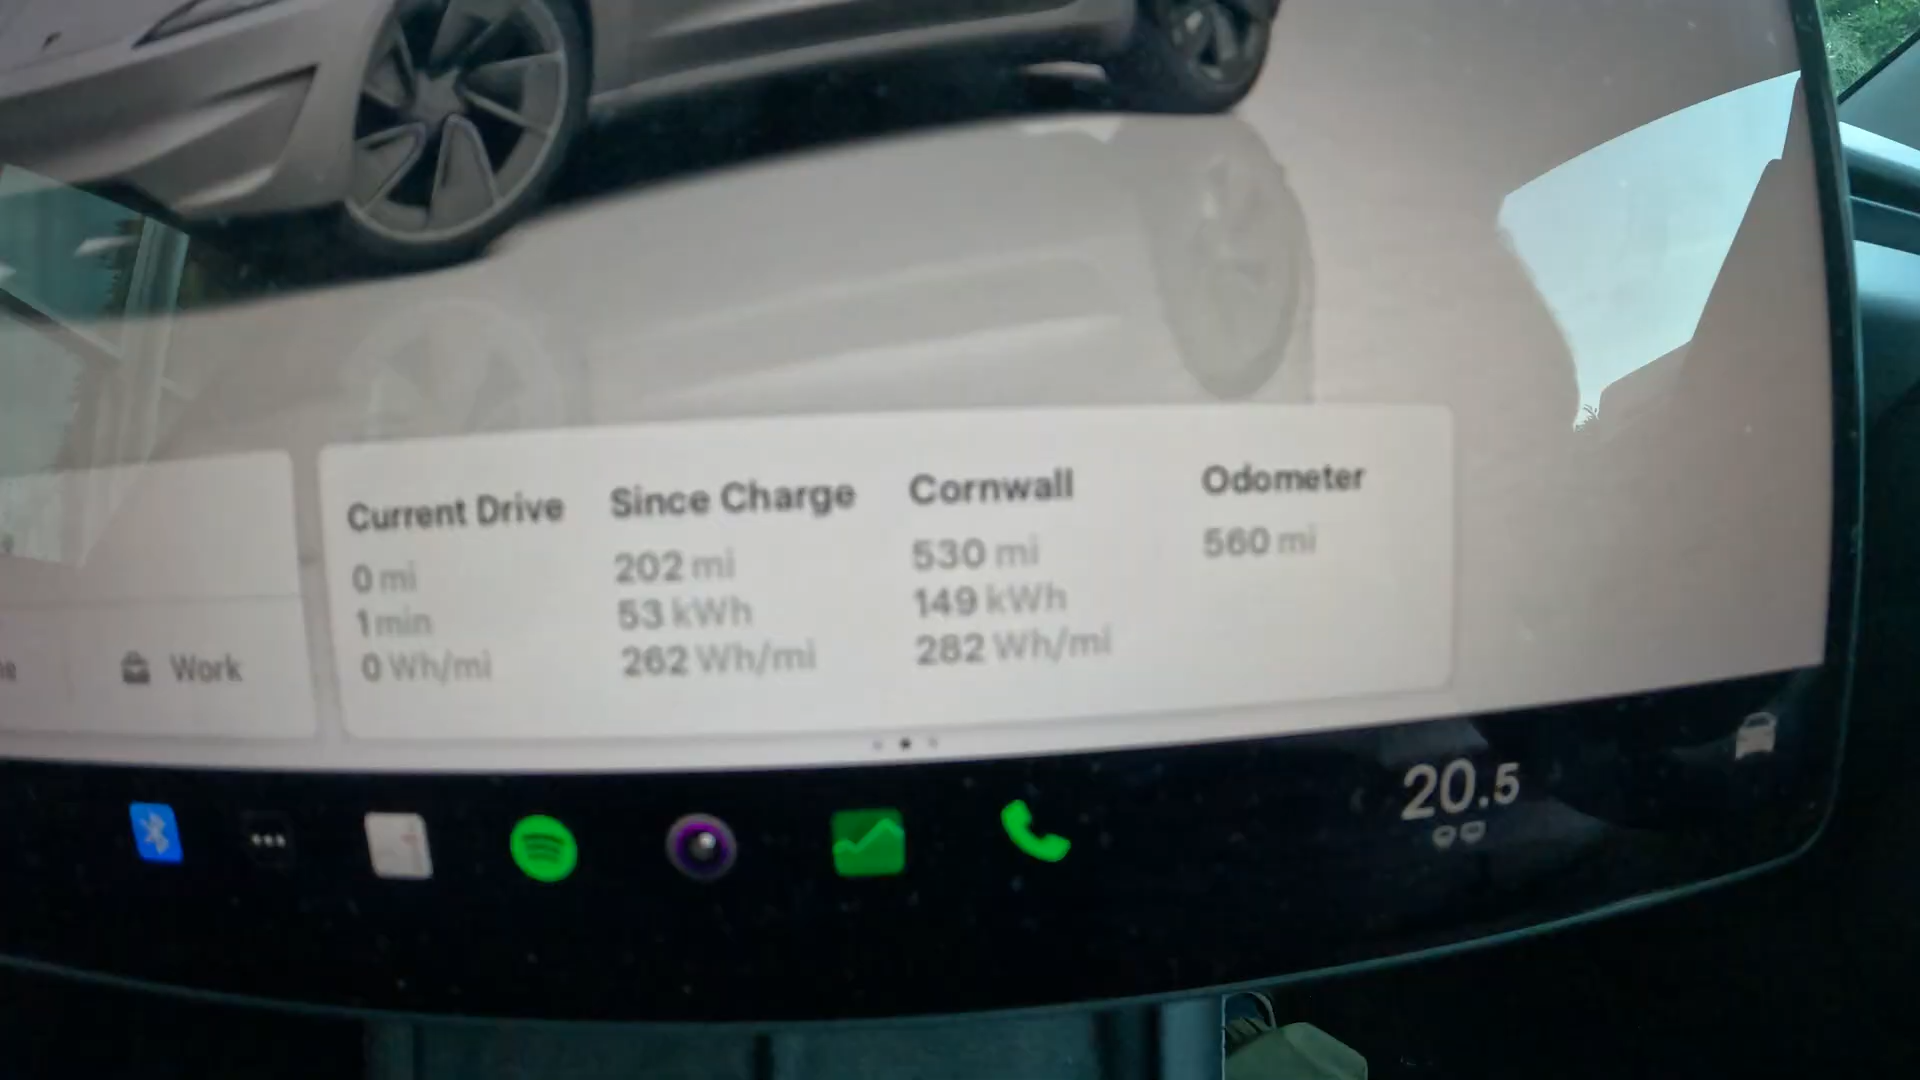 Current Drive
0 mi
1 min
0 Wh/mi
Since Charge
202 mi
53 kWh
262 Wh/mi
Cornwall
530 mi
149 kWh
282 Wh/mi
Odometer
560 mi
Work
20.5